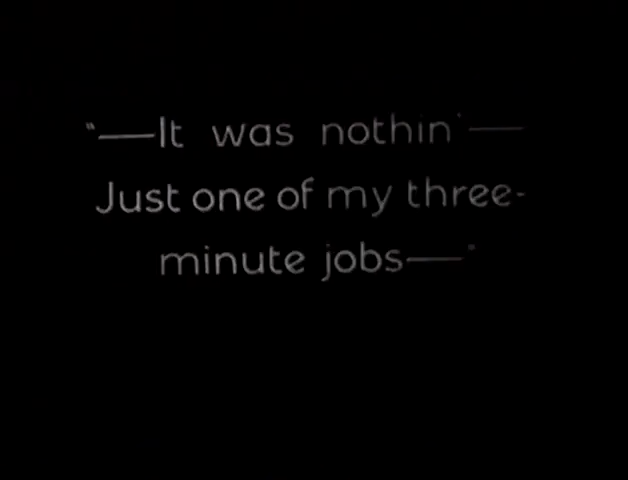 "—It was nothin'—
Just one of my three-
minute jobs—"